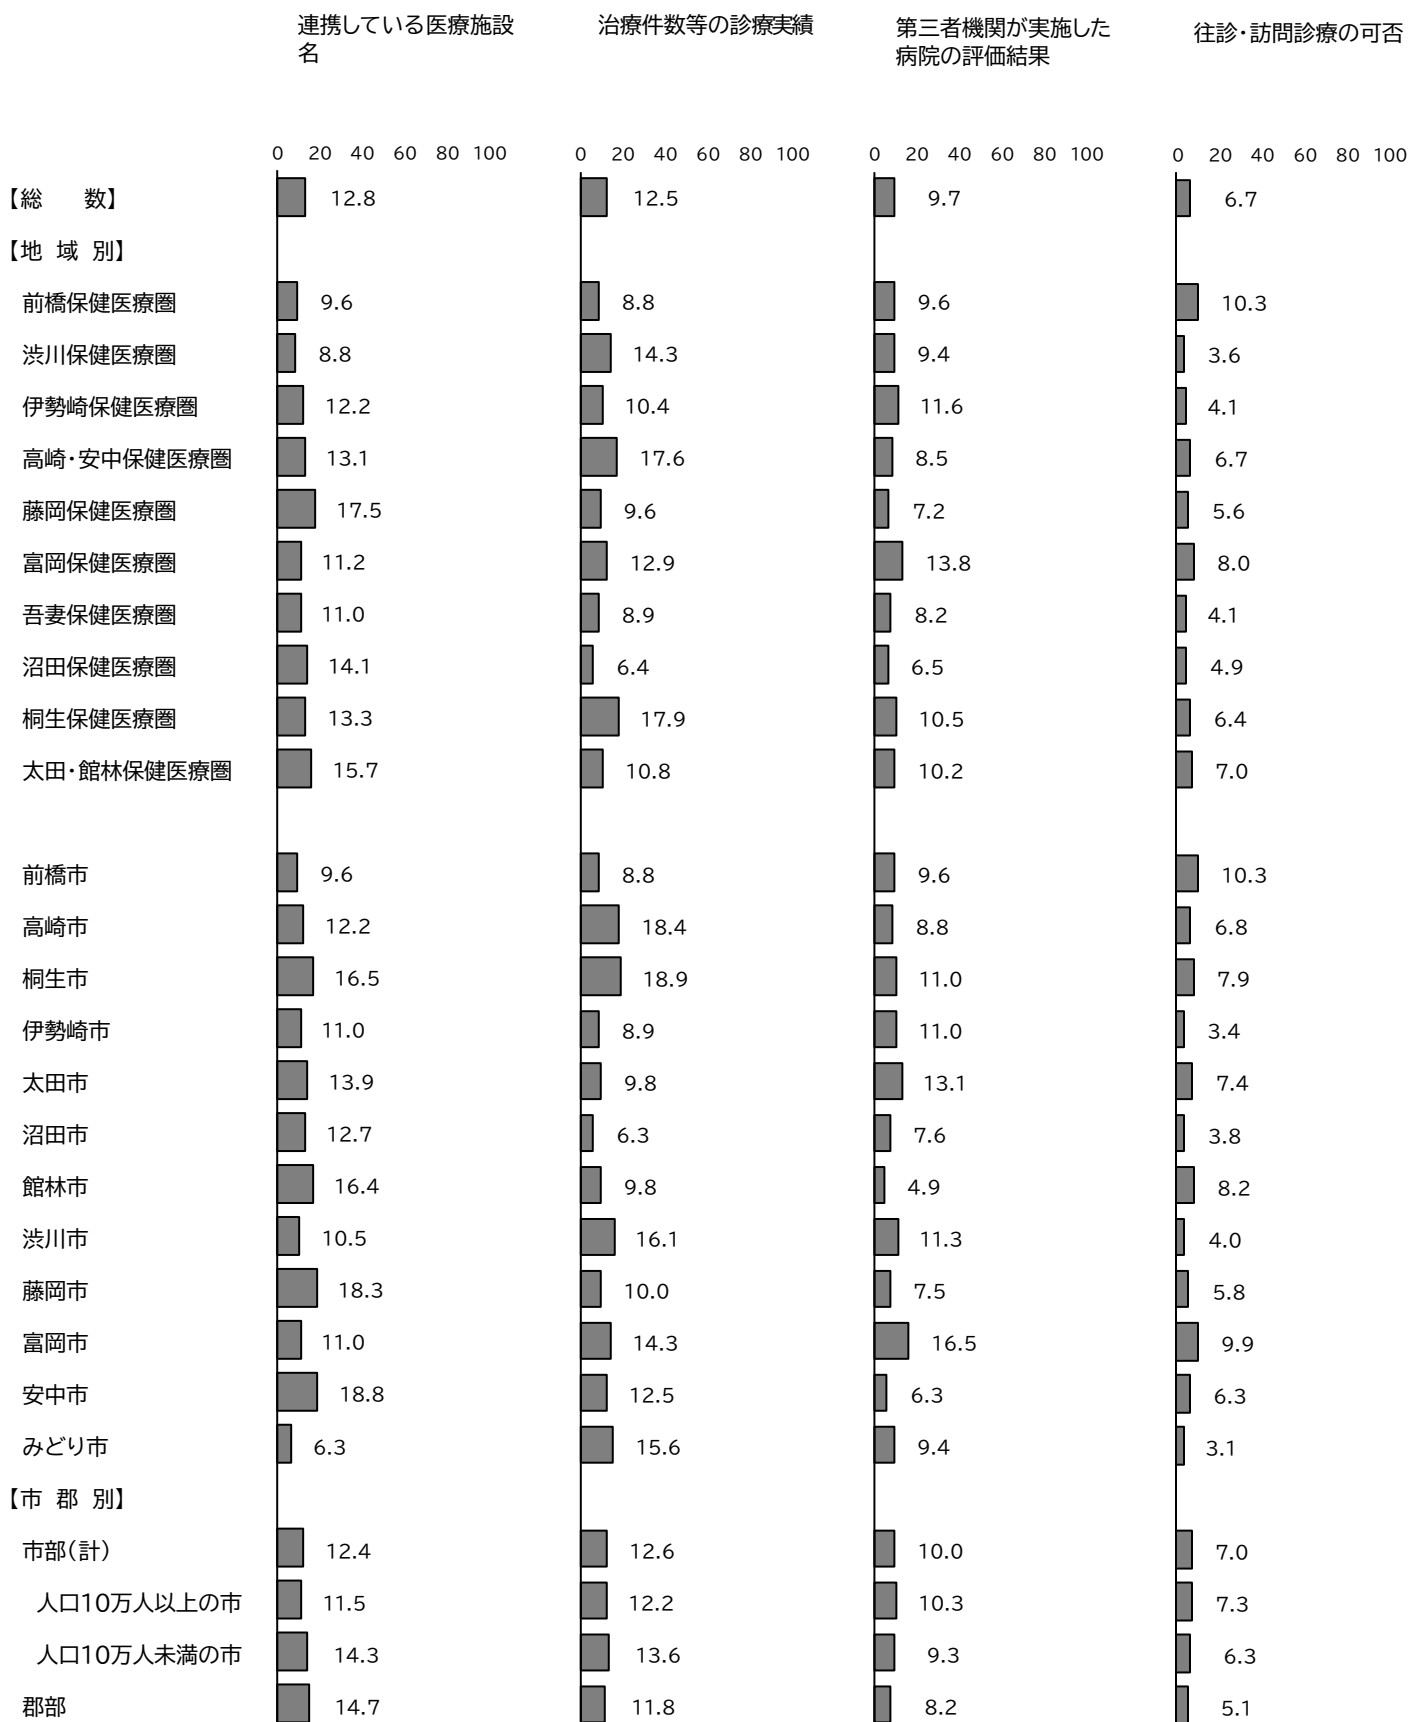 連携している医療施設
名
治療件数等の診療実績
第三者機関が実施した
病院の評価結果
往診・訪問診療の可否
0 20 40 60 80 100 0 20 40 60 80 100 0 20 40 60 80 100 0 20 40 60 80 100
【総　数】 12.8 12.5 9.7 6.7
【地 域 別】
前橋保健医療圏 9.6 8.8 9.6 10.3
渋川保健医療圏 8.8 14.3 9.4 3.6
伊勢崎保健医療圏 12.2 10.4 11.6 4.1
高崎・安中保健医療圏 13.1 17.6 8.5 6.7
藤岡保健医療圏 17.5 9.6 7.2 5.6
富岡保健医療圏 11.2 12.9 13.8 8.0
吾妻保健医療圏 11.0 8.9 8.2 4.1
沼田保健医療圏 14.1 6.4 6.5 4.9
桐生保健医療圏 13.3 17.9 10.5 6.4
太田・館林保健医療圏 15.7 10.8 10.2 7.0
前橋市 9.6 8.8 9.6 10.3
高崎市 12.2 18.4 8.8 6.8
桐生市 16.5 18.9 11.0 7.9
伊勢崎市 11.0 8.9 11.0 3.4
太田市 13.9 9.8 13.1 7.4
沼田市 12.7 6.3 7.6 3.8
館林市 16.4 9.8 4.9 8.2
渋川市 10.5 16.1 11.3 4.0
藤岡市 18.3 10.0 7.5 5.8
富岡市 11.0 14.3 16.5 9.9
安中市 18.8 12.5 6.3 6.3
みどり市 6.3 15.6 9.4 3.1
【市 郡 別】
市部（計） 12.4 12.6 10.0 7.0
人口10万人以上の市 11.5 12.2 10.3 7.3
人口10万人未満の市 14.3 13.6 9.3 6.3
郡部 14.7 11.8 8.2 5.1